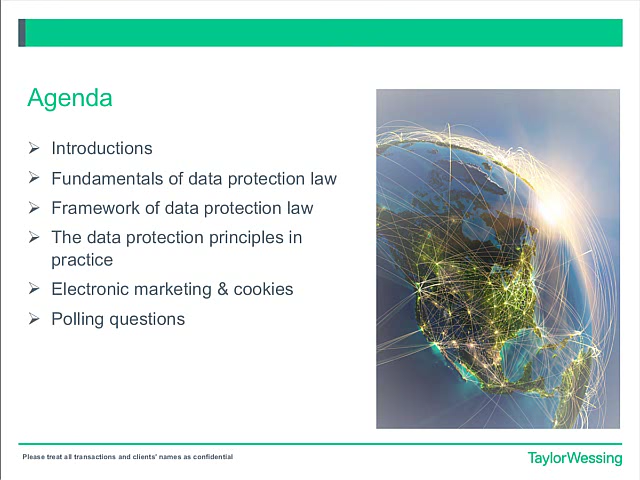 Agenda
Introductions
Fundamentals of data protection law
Framework of data protection law
The data protection principles in
practice
Electronic marketing & cookies
Polling questions
Please treat all transactions and clients' names as confidential
TaylorWessing